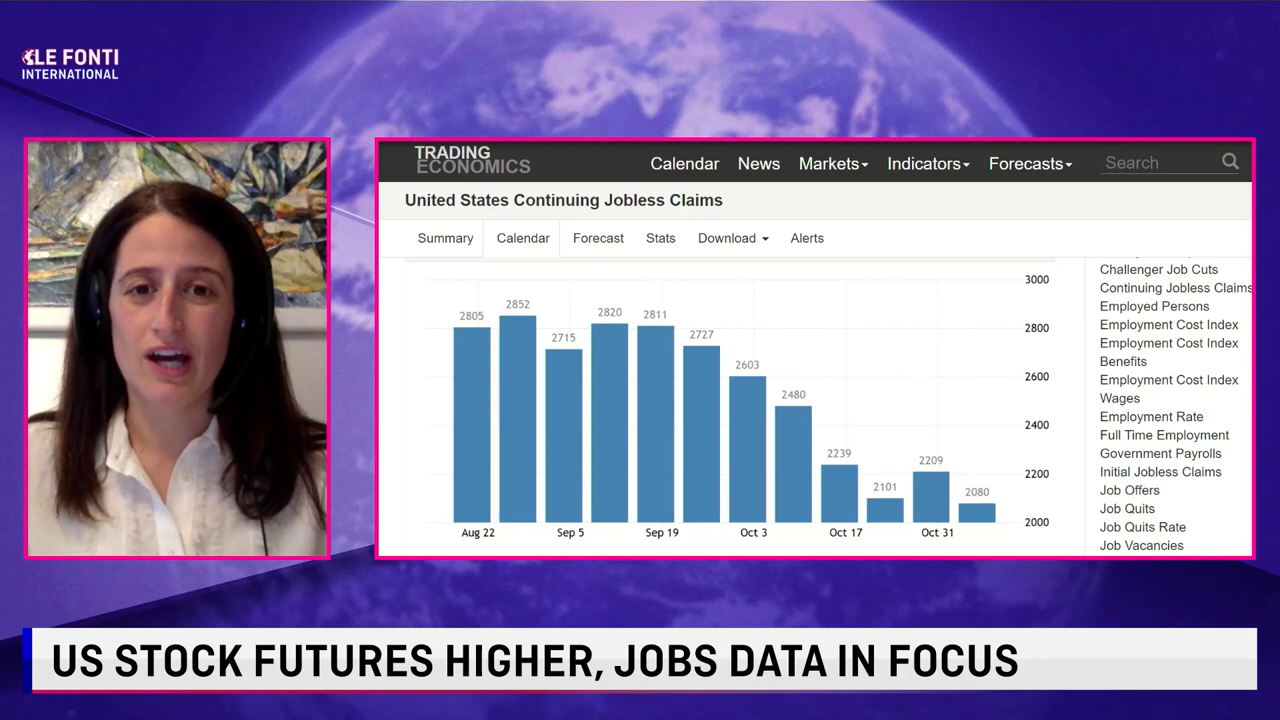 LE FONTI
INTERNATIONAL
TRADING
ECONOMICS
Calendar News Markets Indicators Forecasts Search
United States Continuing Jobless Claims
Summary Calendar Forecast Stats Download Alerts
2805 2852 2715 2820 2811 2727 2603 2480 2239 2101 2209 2080
3000
2800
2600
2400
2200
2000
Aug 22 Sep 5 Sep 19 Oct 3 Oct 17 Oct 31
Challenger Job Cuts
Continuing Jobless Claims
Employed Persons
Employment Cost Index
Employment Cost Index
Benefits
Employment Cost Index
Wages
Employment Rate
Full Time Employment
Government Payrolls
Initial Jobless Claims
Job Offers
Job Quits
Job Quits Rate
Job Vacancies
US STOCK FUTURES HIGHER, JOBS DATA IN FOCUS